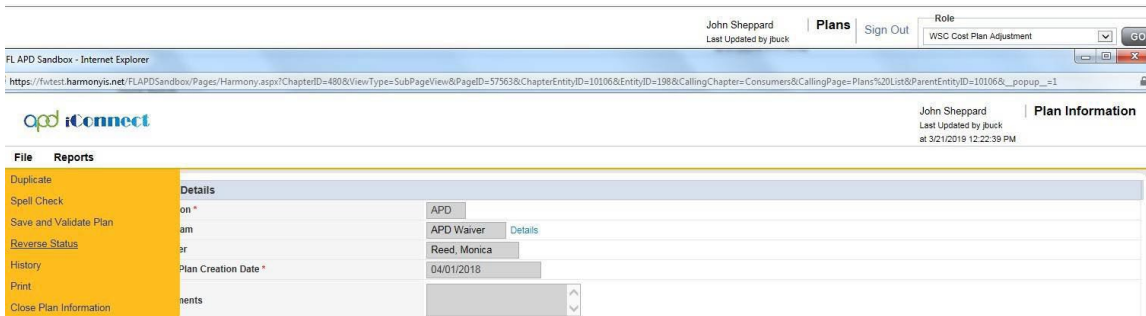 John Sheppard
Last Updated by jbuck
Plans
Sign Out
Role
WSC Cost Plan Adjustment
GO
FL APD Sandbox - Internet Explorer
https://fwtest.harmonyis.net/FLAPDSandbox/Pages/Harmony.aspx?ChapterID=480&ViewType=SubPageView&PageID=57563&ChapterEntityID=10106&EntityID=198&CallingChapter=Consumers&CallingPage=Plans%20List&ParentEntityID=10106&_popup_=1
apd iConnect
John Sheppard
Last Updated by jbuck
at 3/21/2019 12:22:39 PM
Plan Information
File Reports
Duplicate
Spell Check
Save and Validate Plan
Reverse Status
History
Print
Close Plan Information
Details
on * APD
am APD Waiver Details
er Reed, Monica
Plan Creation Date * 04/01/2018
ments